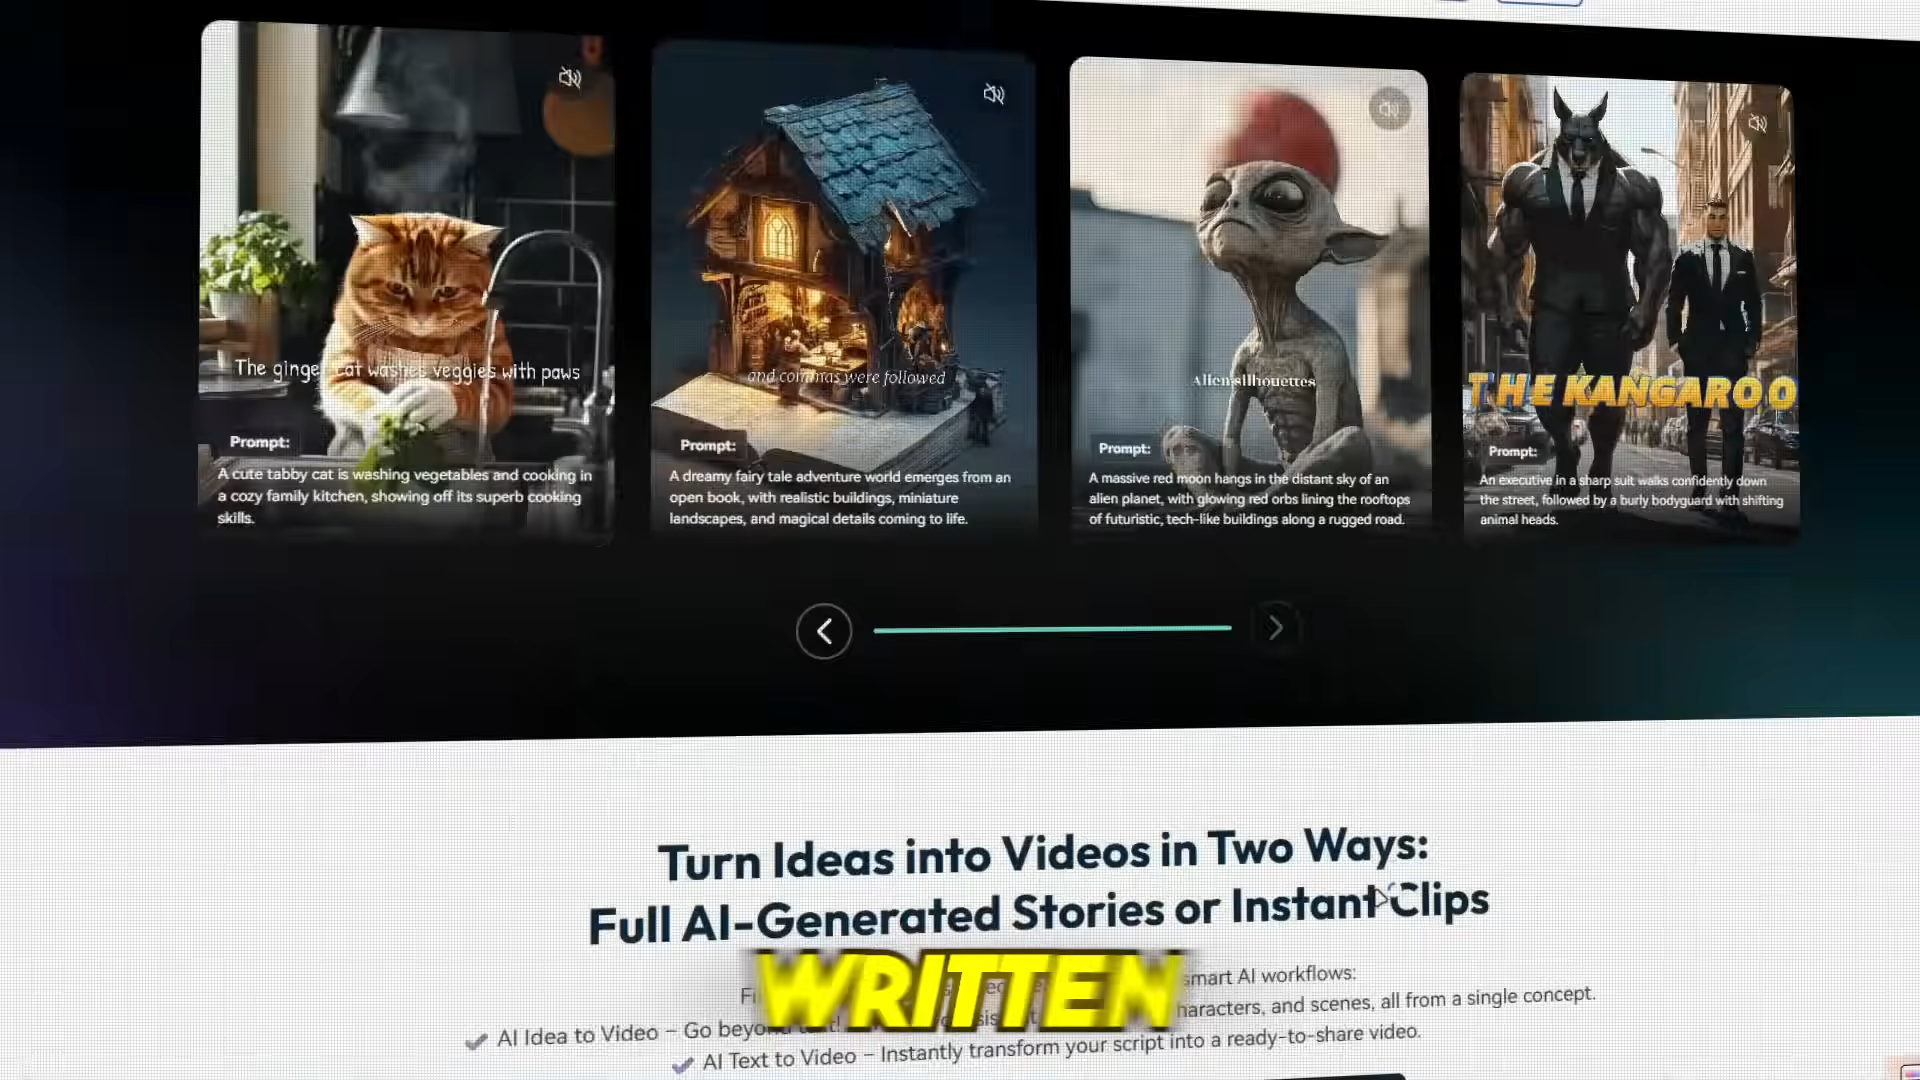 The ginger cat washes veggies with paws
Prompt:
A cute tabby cat is washing vegetables and cooking in
a cozy family kitchen, showing off its superb cooking
skills.
and commas were followed
Prompt:
A dreamy fairy tale adventure world emerges from an
open book, with realistic buildings, miniature
landscapes, and magical details coming to life.
Alien silhouettes
Prompt:
A massive red moon hangs in the distant sky of an
alien planet, with glowing red orbs lining the rooftops
of futuristic, tech-like buildings along a rugged road.
THE KANGAROO
Prompt:
An executive in a sharp suit walks confidently down
the street, followed by a burly bodyguard with shifting
animal heads.
Turn Ideas into Videos in Two Ways:
Full AI-Generated Stories or Instant Clips
WRITTEN
smart AI workflows:
AI Idea to Video – Go beyond characters, and scenes, all from a single concept.
AI Text to Video – Instantly transform your script into a ready-to-share video.